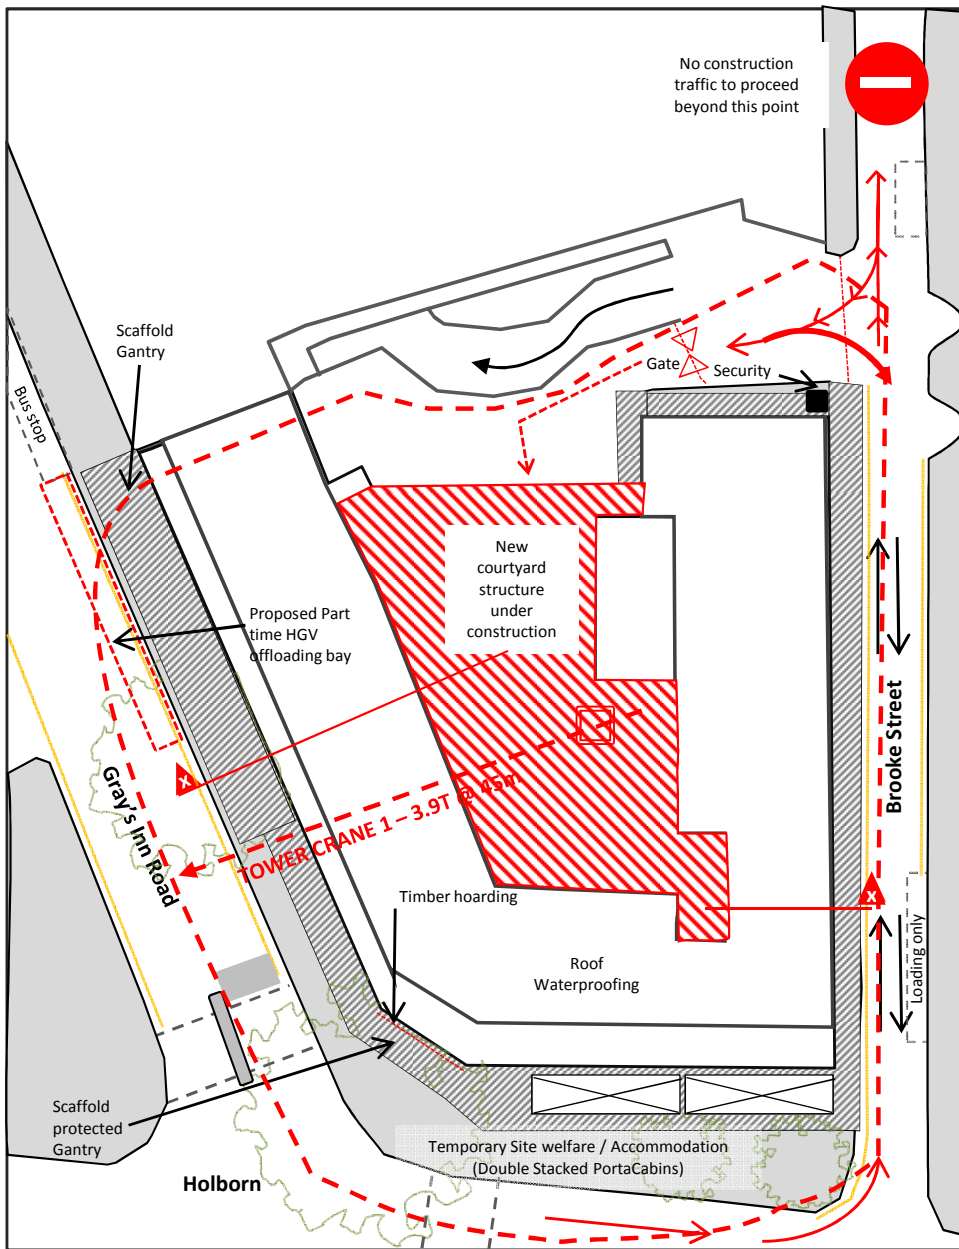 No construction
traffic to proceed
beyond this point
Scaffold
Gantry
Bus stop
Gate
Security
New
courtyard
structure
under
construction
Proposed Part
time HGV
offloading bay
Brooke Street
Gray's Inn Road
X
TOWER CRANE 1 – 3.9T @ 45m
Timber hoarding
X
Loading only
Roof
Waterproofing
Scaffold
protected
Gantry
Temporary Site welfare / Accommodation
(Double Stacked PortaCabins)
Holborn